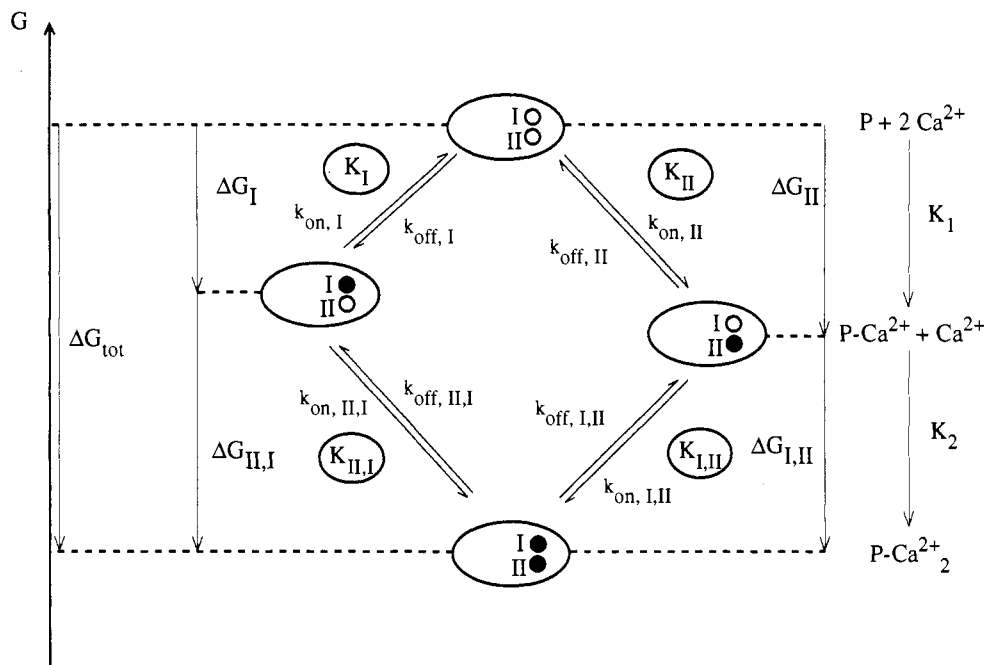 G
I
II
P + 2 Ca²⁺
K_I
K_II
ΔG_I
ΔG_II
k_on, I
k_off, I
k_on, II
k_off, II
K_1
I
II
I
II
ΔG_tot
P-Ca²⁺ + Ca²⁺
k_on, II,I
k_off, II,I
k_off, I,II
k_on, I,II
K_2
ΔG_II,I
K_II,I
K_I,II
ΔG_I,II
I
II
P-Ca²⁺₂